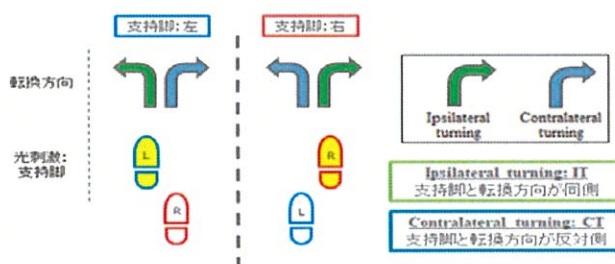 支持脚:左
支持脚:右
転換方向
Ipsilateral
turning
Contralateral
turning
光刺激:
支持脚
L
R
R
L
Ipsilateral turning: IT
支持脚と転換方向が同側
Contralateral turning: CT
支持脚と転換方向が反対側